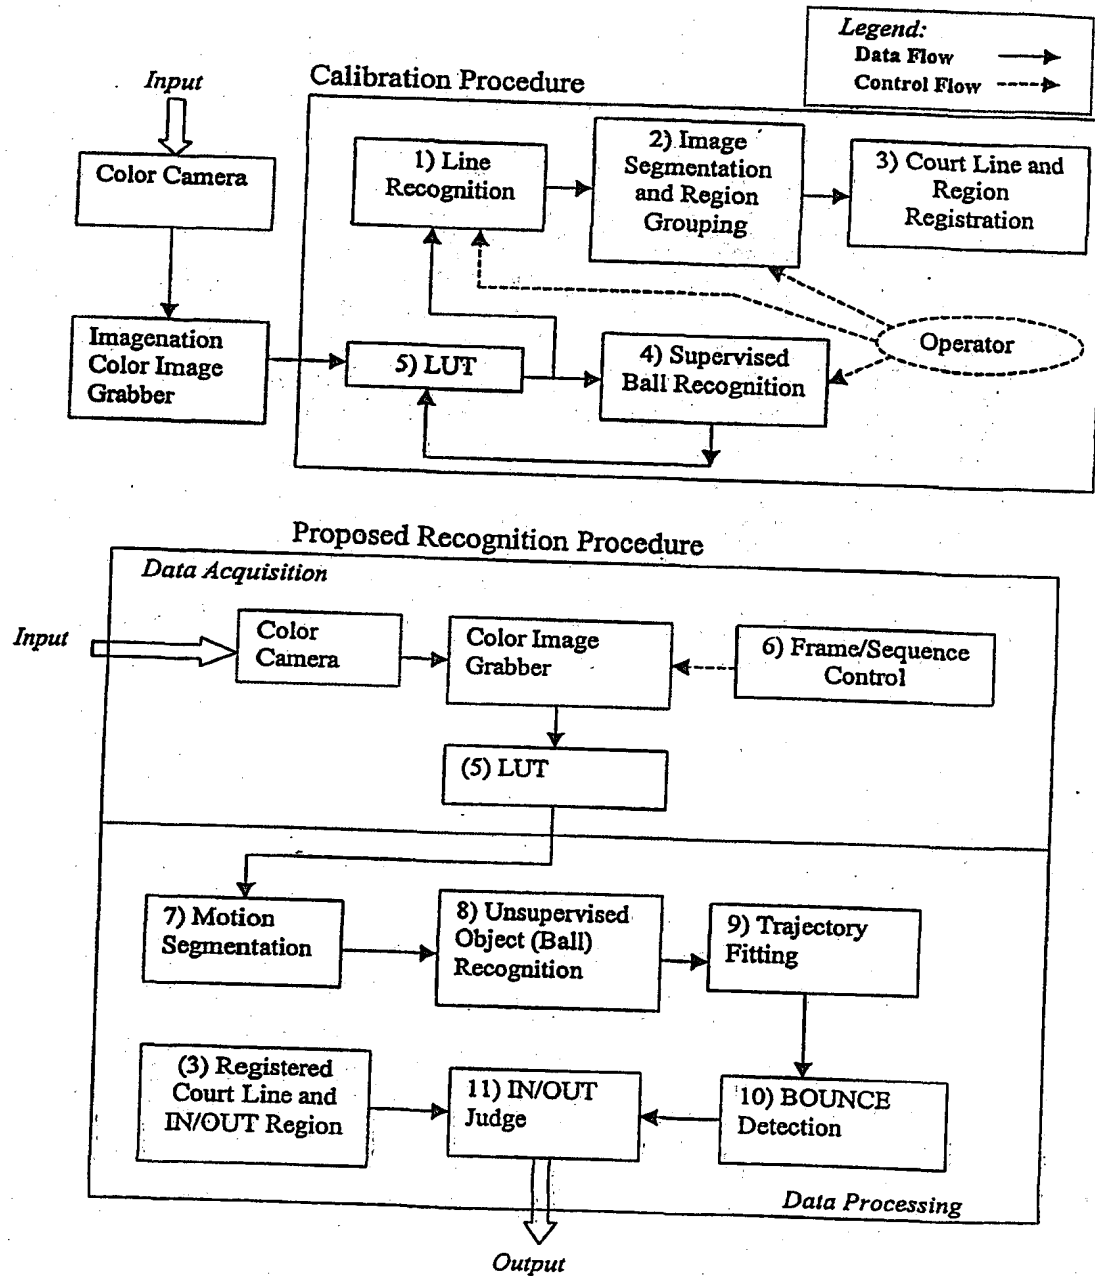 Legend:
Data Flow
Control Flow
Input
Calibration Procedure
Color Camera
1) Line
Recognition
2) Image
Segmentation
and Region
Grouping
3) Court Line and
Region
Registration
Imagenation
Color Image
Grabber
5) LUT
4) Supervised
Ball Recognition
Operator
Proposed Recognition Procedure
Data Acquisition
Input
Color
Camera
Color Image
Grabber
6) Frame/Sequence
Control
(5) LUT
7) Motion
Segmentation
8) Unsupervised
Object (Ball)
Recognition
9) Trajectory
Fitting
(3) Registered
Court Line and
IN/OUT Region
11) IN/OUT
Judge
10) BOUNCE
Detection
Data Processing
Output